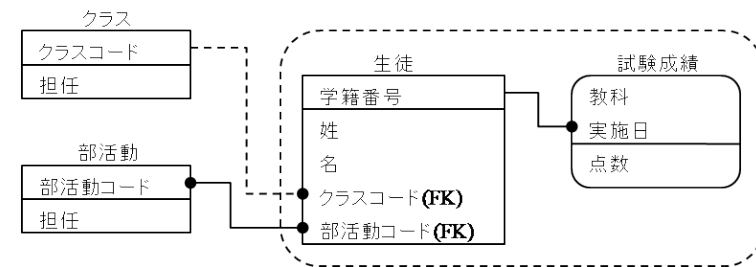 クラス
クラスコード
担任
部活動
部活動コード
担任
生徒
学籍番号
姓
名
クラスコード(FK)
部活動コード(FK)
試験成績
教科
実施日
点数